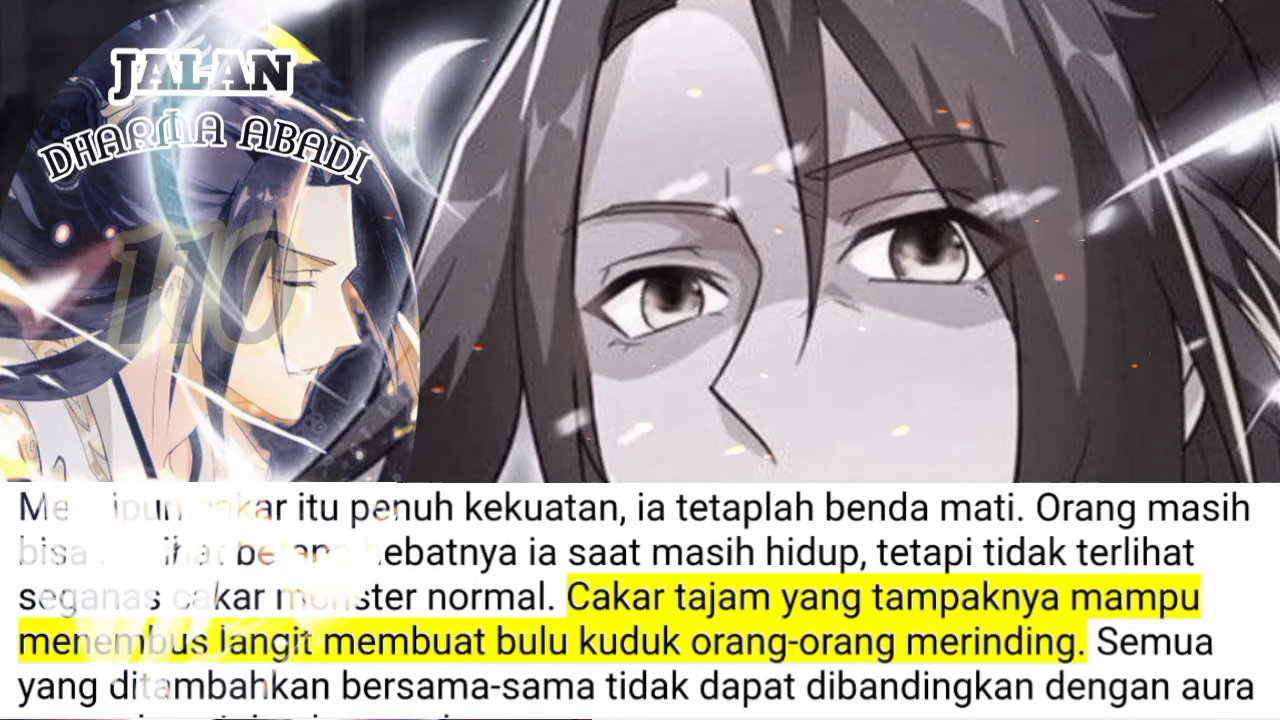 JALAN
DHARMA ABADI
110
Meskipun cakar itu penuh kekuatan, ia tetaplah benda mati. Orang masih
bisa melihat betapa hebatnya ia saat masih hidup, tetapi tidak terlihat
seganas cakar monster normal. Cakar tajam yang tampaknya mampu
menembus langit membuat bulu kuduk orang-orang merinding. Semua
yang ditambahkan bersama-sama tidak dapat dibandingkan dengan aura